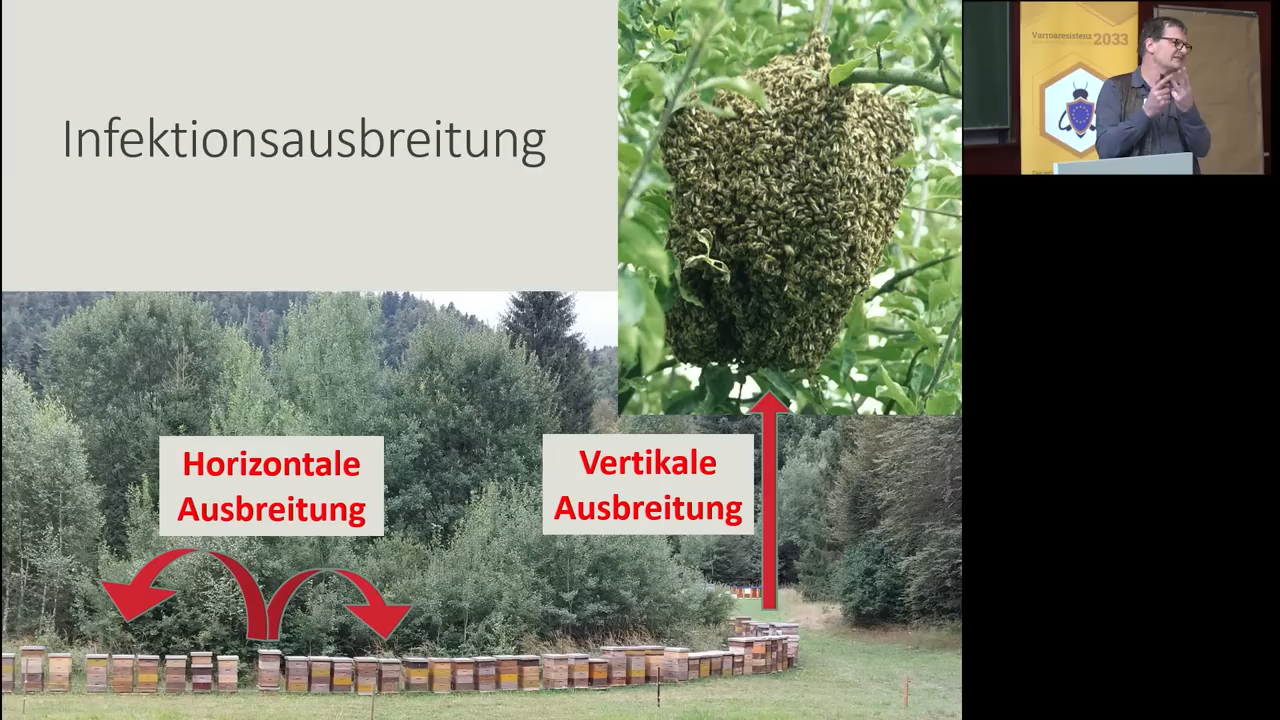 Infektionsausbreitung
Varroaresistenz 2033
Horizontale
Ausbreitung
Vertikale
Ausbreitung